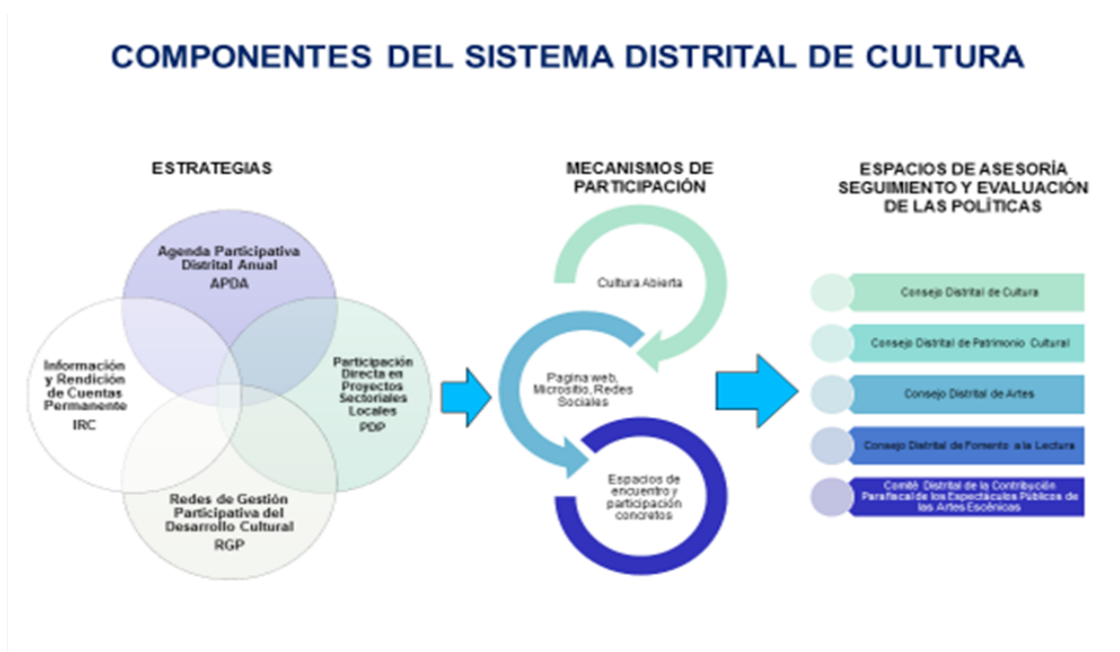 COMPONENTES DEL SISTEMA DISTRITAL DE CULTURA
ESTRATEGIAS
Agenda Participativa
Distrital Anual
APDA
Información
y Rendición
de Cuentas
Permanente
IRC
Participación
Directa en
Proyectos
Sectoriales
Locales
PDP
Redes de Gestión
Participativa del
Desarrollo Cultural
RGP
MECANISMOS DE
PARTICIPACIÓN
Cultura Abierta
Pagina web,
Micrositio, Redes
Sociales
Espacios de
encuentro y
participación
concretos
ESPACIOS DE ASESORÍA
SEGUIMIENTO Y EVALUACIÓN
DE LAS POLÍTICAS
Consejo Distrital de Cultura
Consejo Distrital de Patrimonio Cultural
Consejo Distrital de Artes
Consejo Distrital de Fomento a la Lectura
Comité Distrital de la Contribución
Parafiscal de los Espectáculos Públicos de
las Artes Escénicas